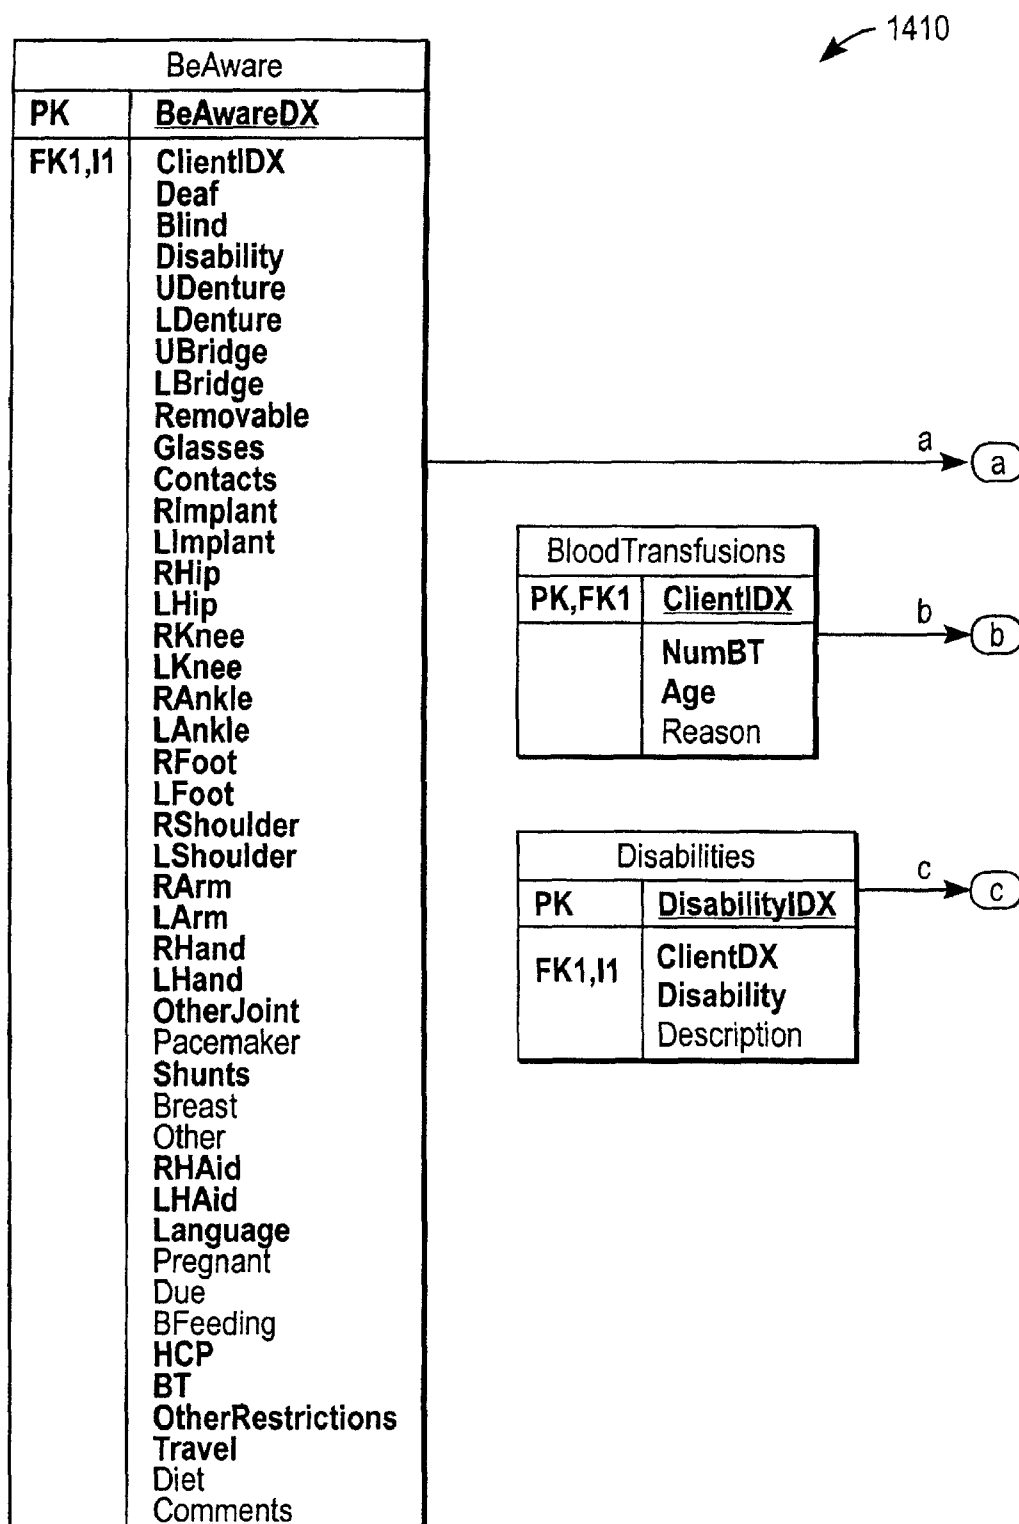 1410
BeAware
PK BeAwareDX
FK1,I1 ClientIDX
Deaf
Blind
Disability
UDenture
LDenture
UBridge
LBridge
Removable
Glasses
Contacts
RImplant
LImplant
RHip
LHip
RKnee
LKnee
RAnkle
LAnkle
RFoot
LFoot
RShoulder
LShoulder
RArm
LArm
RHand
LHand
OtherJoint
Pacemaker
Shunts
Breast
Other
RHAid
LHAid
Language
Pregnant
Due
BFeeding
HCP
BT
OtherRestrictions
Travel
Diet
Comments
a a
BloodTransfusions
PK,FK1 ClientIDX
NumBT
Age
Reason
b b
Disabilities
PK DisabilityIDX
FK1,I1 ClientDX
Disability
Description
c c